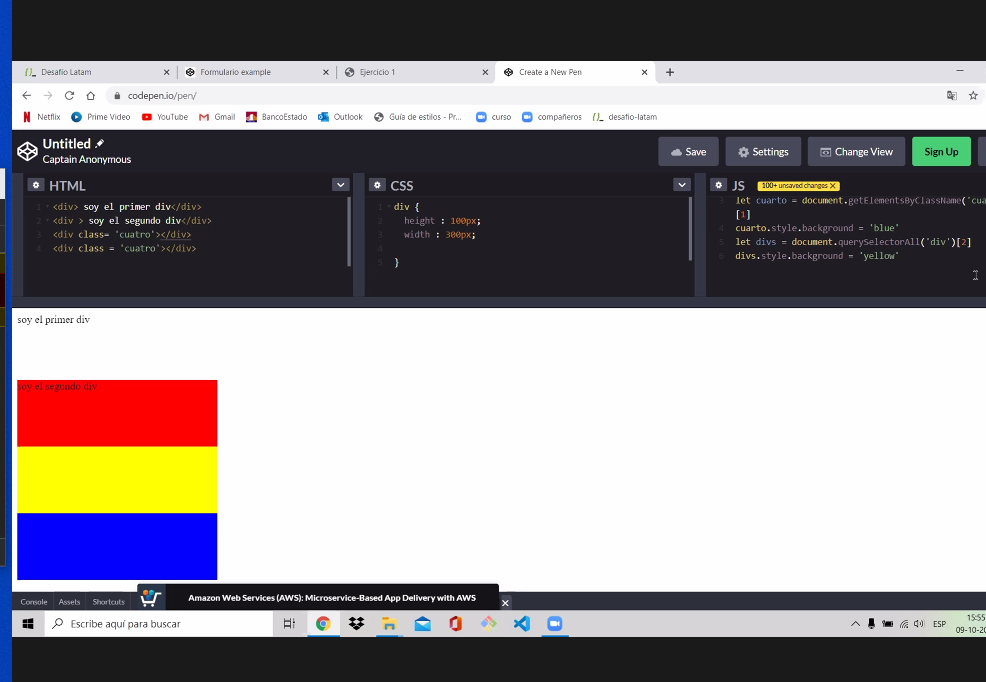 Desafío Latam
Formulario example
Ejercicio 1
Create a New Pen
codepen.io/pen/
Netflix
Prime Video
YouTube
Gmail
BancoEstado
Outlook
Guía de estilos - Pr...
curso
compañeros
desafio-latam
Untitled
Captain Anonymous
Save
Settings
Change View
Sign Up
HTML
1 <div> soy el primer div</div>
2 <div > soy el segundo div</div>
3 <div class= 'cuatro'></div>
4 <div class = 'cuatro'></div>
CSS
1 div {
2 height : 100px;
3 width : 300px;
4
5 }
JS
100+ unsaved changes X
3 let cuarto = document.getElementsByClassName('cua
[1]
4 cuarto.style.background = 'blue'
5 let divs = document.querySelectorAll('div')[2]
6 divs.style.background = 'yellow'
soy el primer div
soy el segundo div
Console
Assets
Shortcuts
Amazon Web Services (AWS): Microservice-Based App Delivery with AWS
Escribe aquí para buscar
ESP
15:55
09-10-20